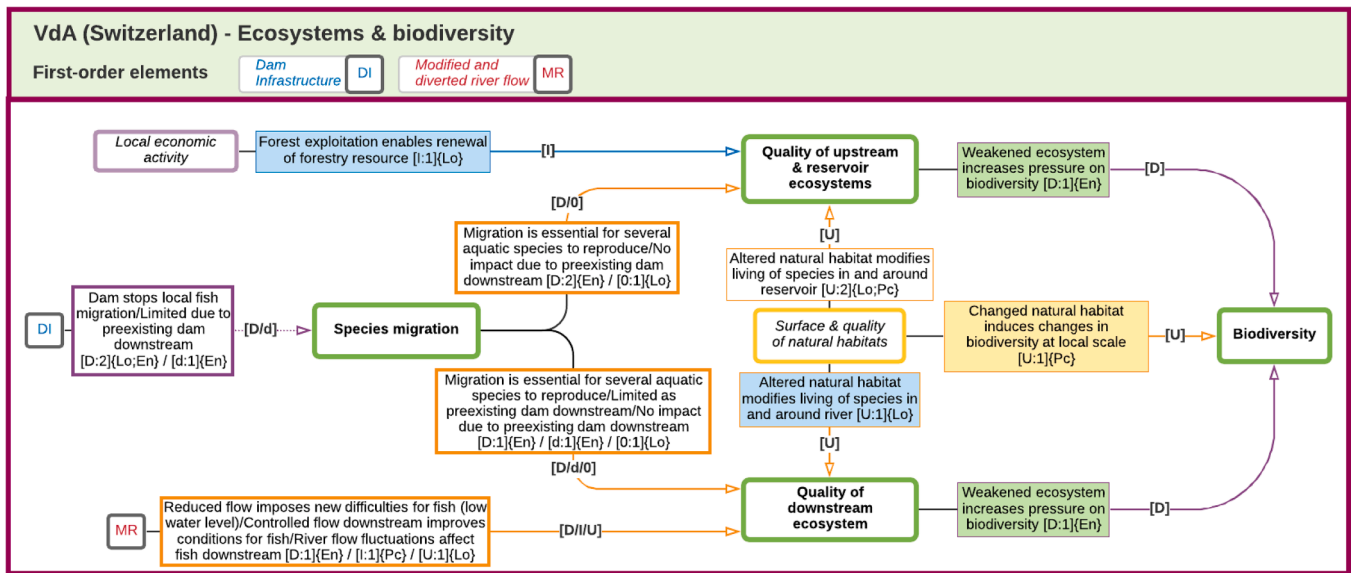 VdA (Switzerland) - Ecosystems & biodiversity
First-order elements
Dam
Infrastructure
DI
Modified and
diverted river flow
MR
Local economic
activity
Forest exploitation enables renewal
of forestry resource [I:1]{Lo}
[I]
Quality of upstream
& reservoir
ecosystems
Weakened ecosystem
increases pressure on
biodiversity [D:1]{En}
[D]
[D/0]
Migration is essential for several
aquatic species to reproduce/No
impact due to preexisting dam
downstream [D:2]{En} / [0:1]{Lo}
[U]
Altered natural habitat modifies
living of species in and around
reservoir [U:2]{Lo;Pc}
DI
Dam stops local fish
migration/Limited due to
preexisting dam
downstream
[D:2]{Lo;En} / [d:1]{En}
[D/d]
Species migration
Surface & quality
of natural habitats
Changed natural habitat
induces changes in
biodiversity at local scale
[U:1]{Pc}
[U]
Biodiversity
Migration is essential for several aquatic
species to reproduce/Limited as
preexisting dam downstream/No impact
due to preexisting dam downstream
[D:1]{En} / [d:1]{En} / [0:1]{Lo}
[D/d/0]
Altered natural habitat
modifies living of species in
and around river [U:1]{Lo}
[U]
MR
Reduced flow imposes new difficulties for fish (low
water level)/Controlled flow downstream improves
conditions for fish/River flow fluctuations affect
fish downstream [D:1]{En} / [I:1]{Pc} / [U:1]{Lo}
[D/I/U]
Quality of
downstream
ecosystem
Weakened ecosystem
increases pressure on
biodiversity [D:1]{En}
[D]